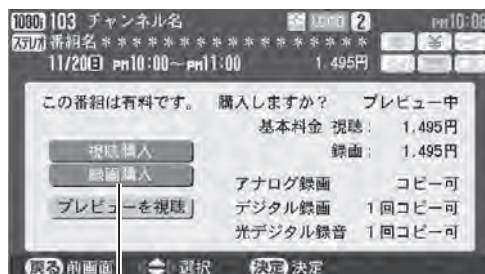 1080i 103 チャンネル名 2 PM10:08
ステレオ 番組名＊＊＊＊＊＊＊＊＊＊＊＊＊ ¥
11/20日 PM10:00～PM11:00 1.495円
この番組は有料です。 購入しますか？ プレビュー中
基本料金 視聴: 1.495円
視聴購入 録画: 1.495円
録画購入
アナログ録画 コピー可
プレビューを視聴 デジタル録画 1回コピー可
光デジタル録音 1回コピー可
戻る 前画面 選択 決定 決定